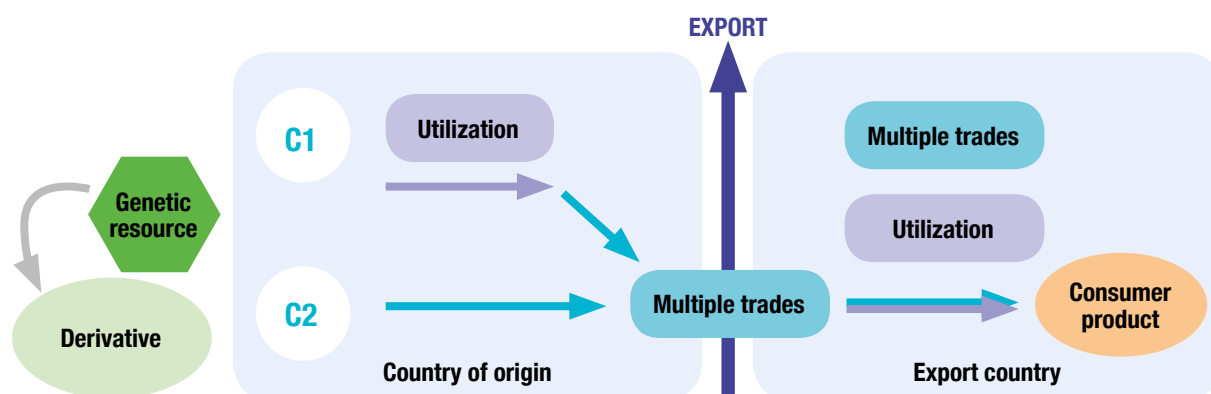 EXPORT
C1
Utilization
Multiple trades
Genetic
resource
Utilization
C2
Multiple trades
Consumer
product
Derivative
Country of origin
Export country